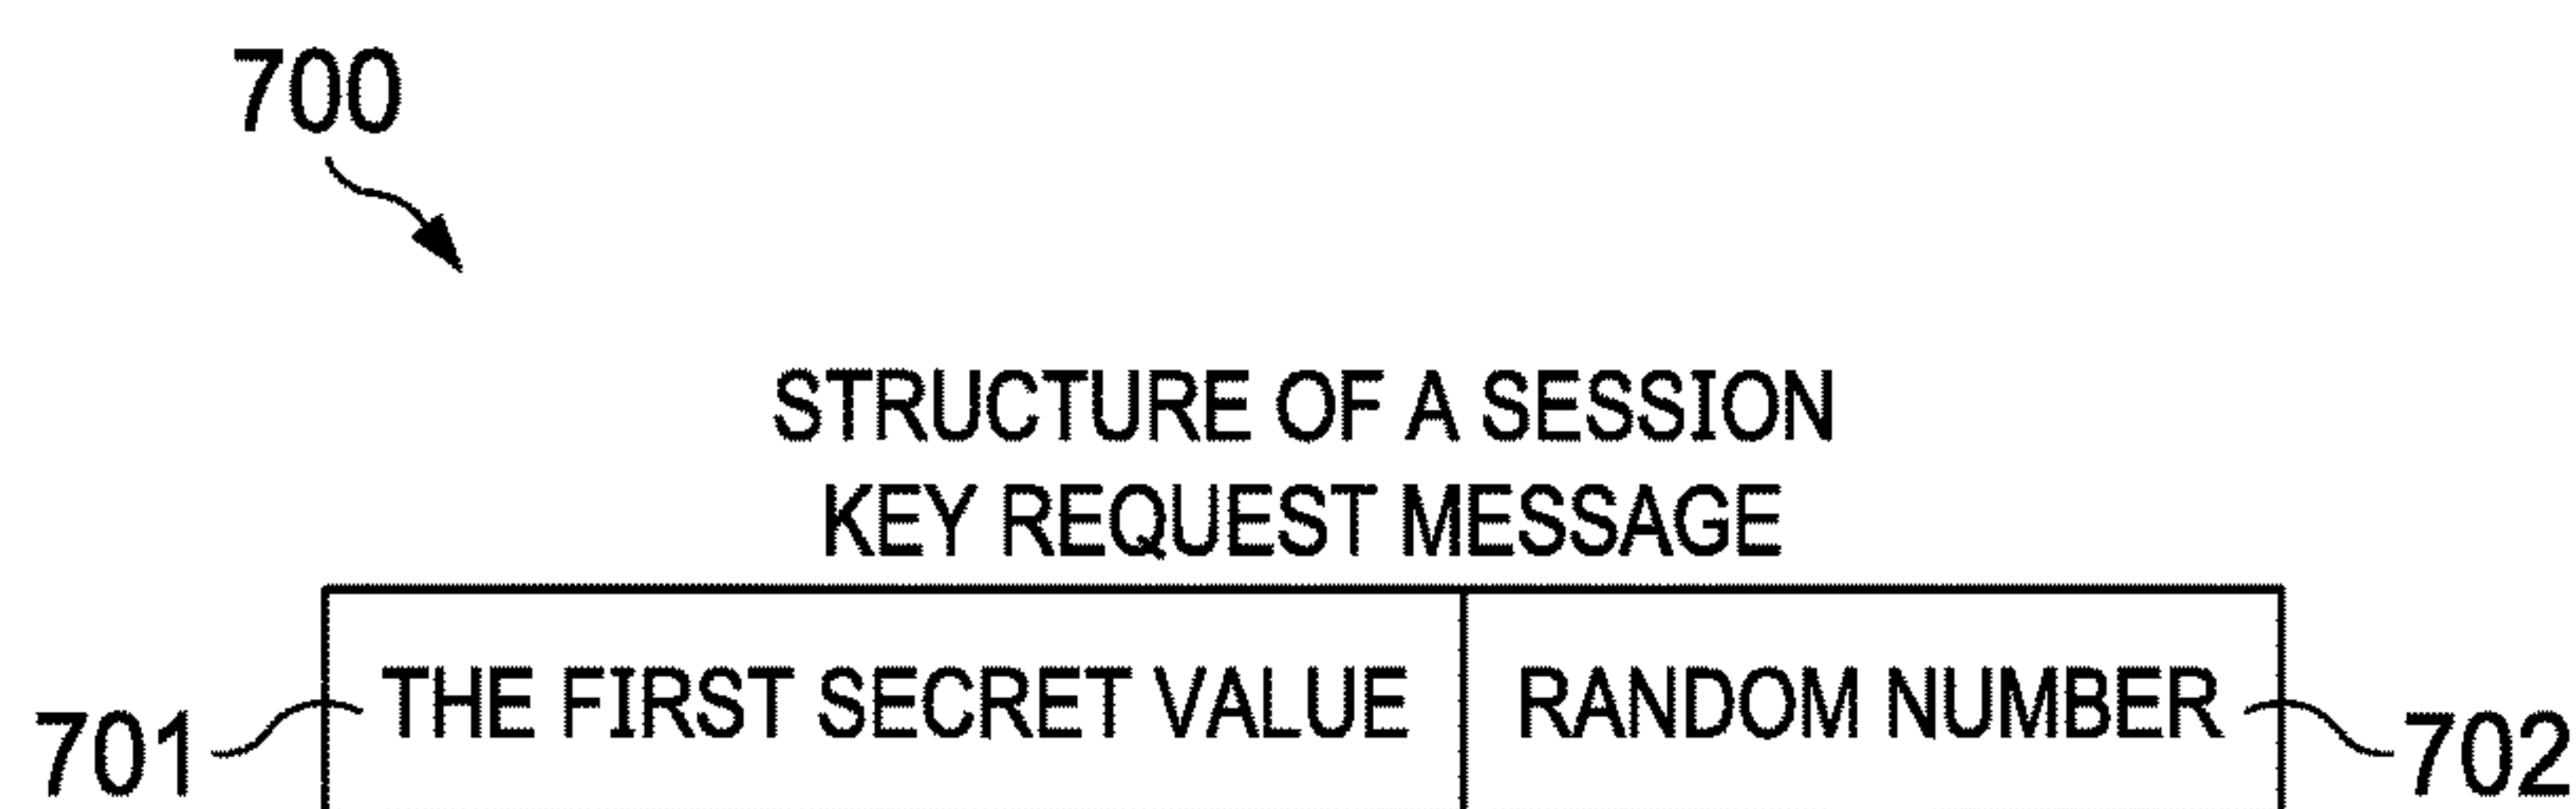 700
STRUCTURE OF A SESSION
KEY REQUEST MESSAGE
701 THE FIRST SECRET VALUE RANDOM NUMBER 702